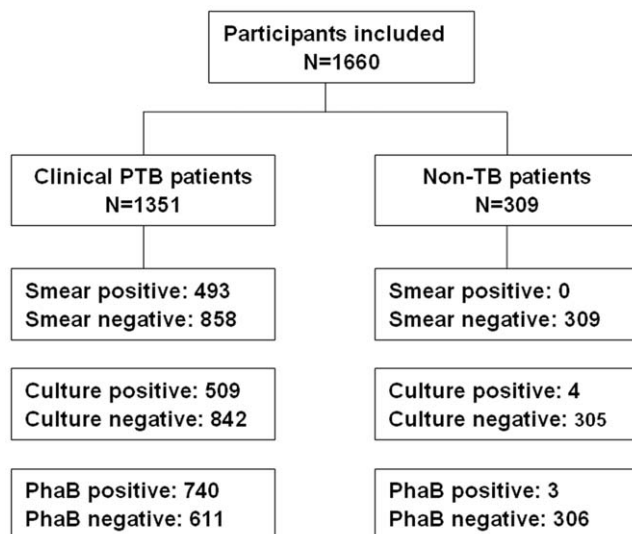 Participants included
N=1660
Clinical PTB patients
N=1351
Non-TB patients
N=309
Smear positive: 493
Smear negative: 858
Smear positive: 0
Smear negative: 309
Culture positive: 509
Culture negative: 842
Culture positive: 4
Culture negative: 305
PhaB positive: 740
PhaB negative: 611
PhaB positive: 3
PhaB negative: 306